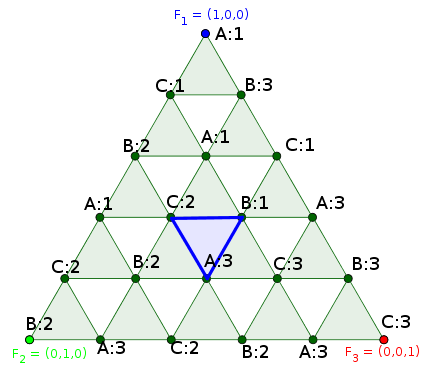 F1 = (1,0,0)
A:1
C:1 B:3
B:2 A:1 C:1
A:1 C:2 B:1 A:3
C:2 B:2 A:3 C:3 B:3
B:2 A:3 C:2 B:2 A:3 C:3
F2 = (0,1,0) F3 = (0,0,1)